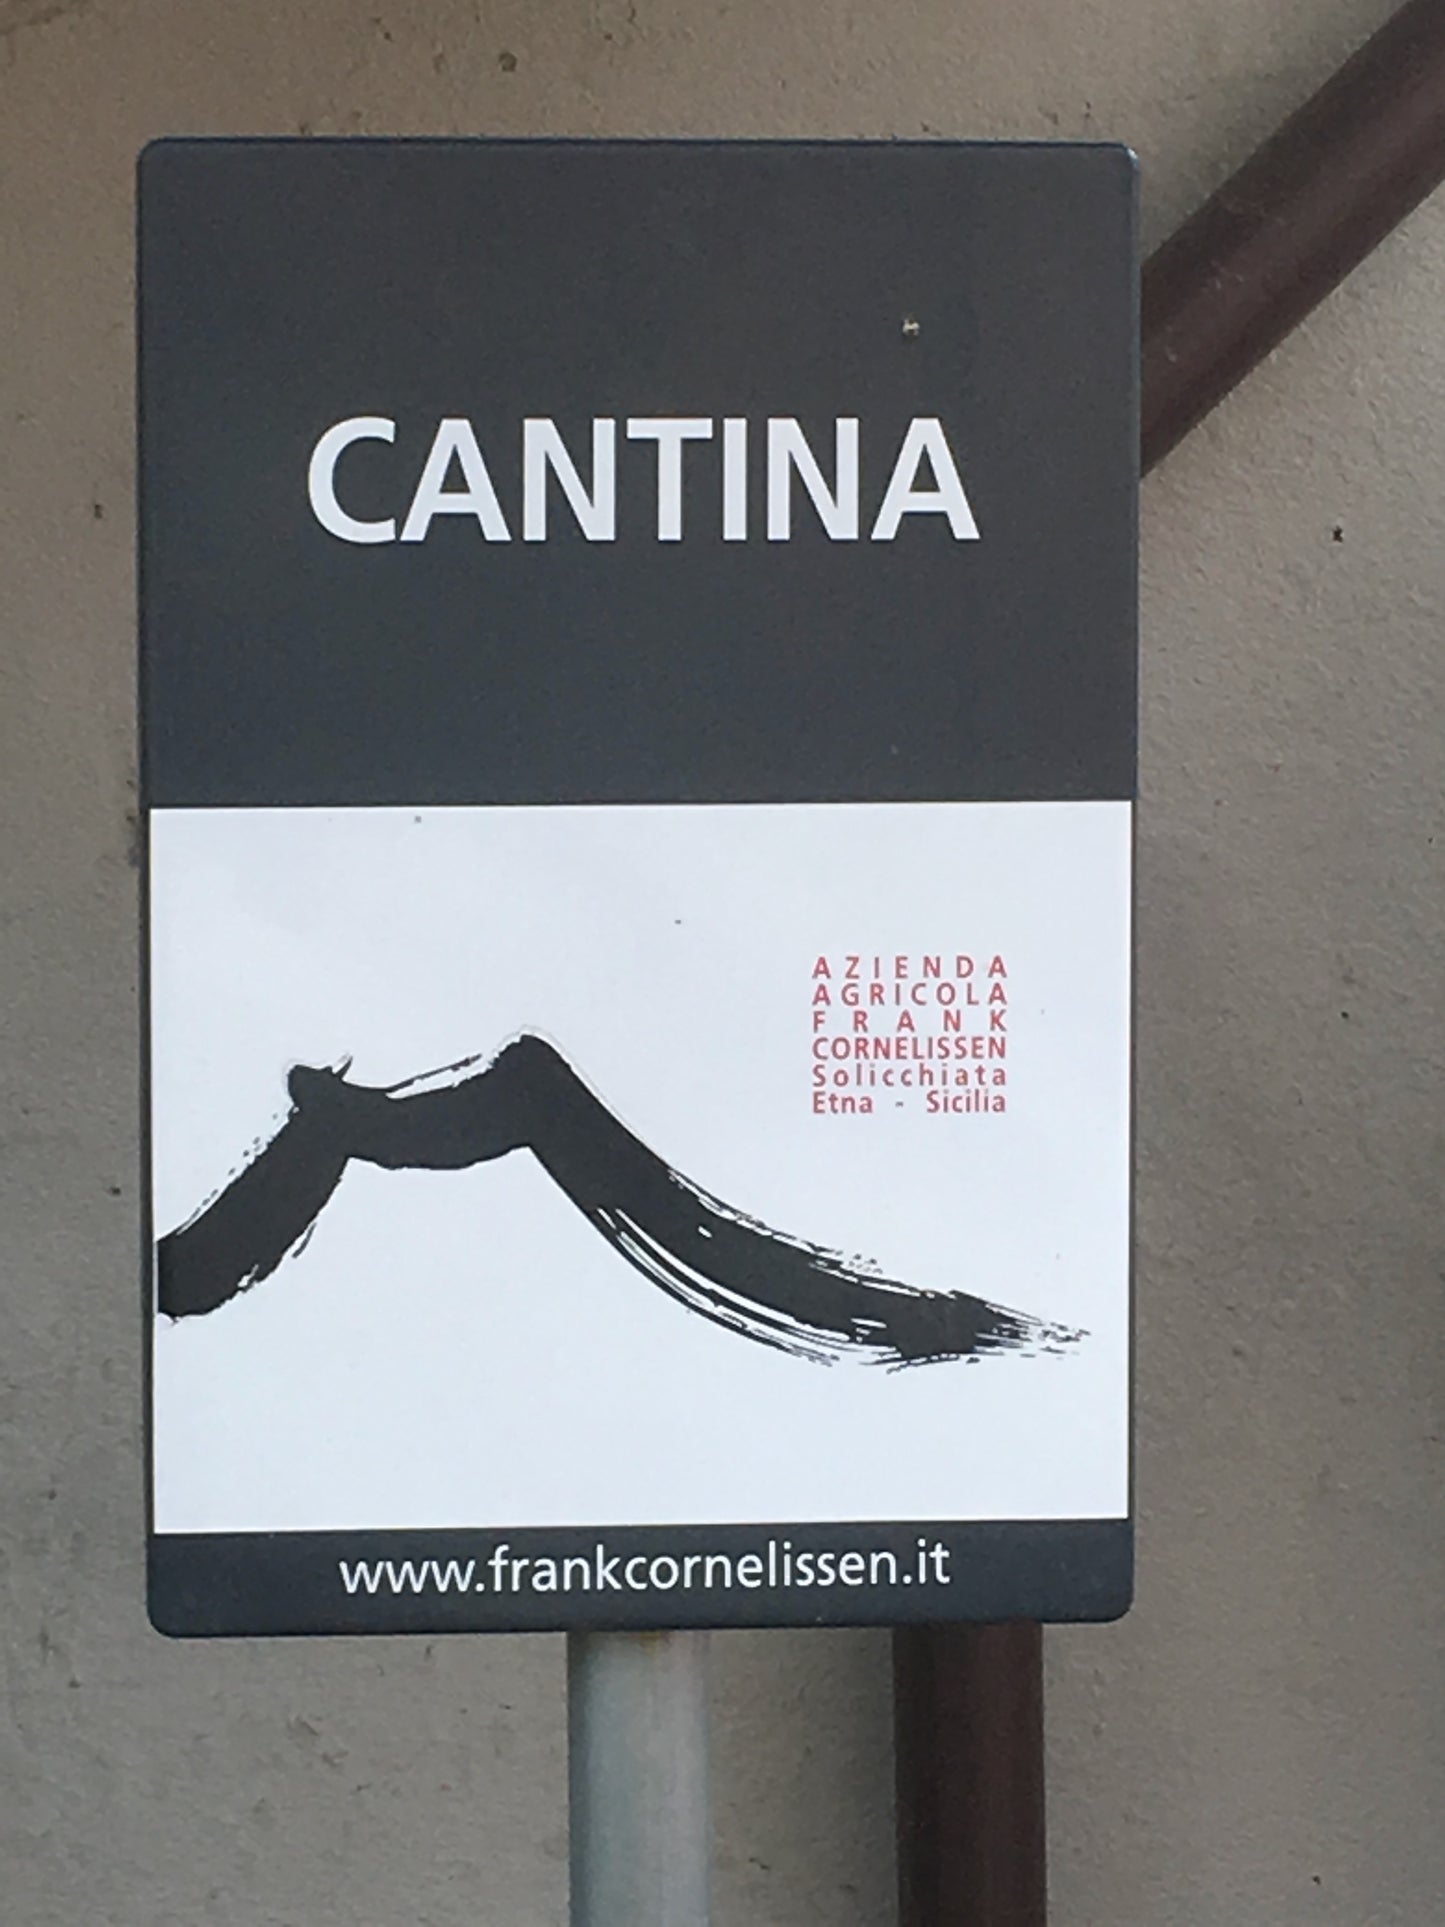 CANTINA
AZIENDA
AGRICOLA
FRANK
CORNELISSEN
Solicchiata
Etna - Sicilia
www.frankcornelissen.it